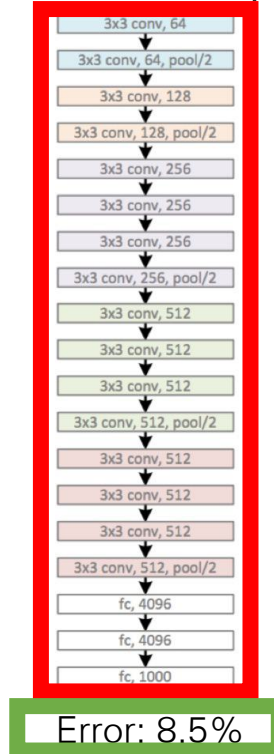 3x3 conv, 64
3x3 conv, 64, pool/2
3x3 conv, 128
3x3 conv, 128, pool/2
3x3 conv, 256
3x3 conv, 256
3x3 conv, 256
3x3 conv, 256, pool/2
3x3 conv, 512
3x3 conv, 512
3x3 conv, 512
3x3 conv, 512, pool/2
3x3 conv, 512
3x3 conv, 512
3x3 conv, 512
3x3 conv, 512, pool/2
fc, 4096
fc, 4096
fc, 1000
Error: 8.5%